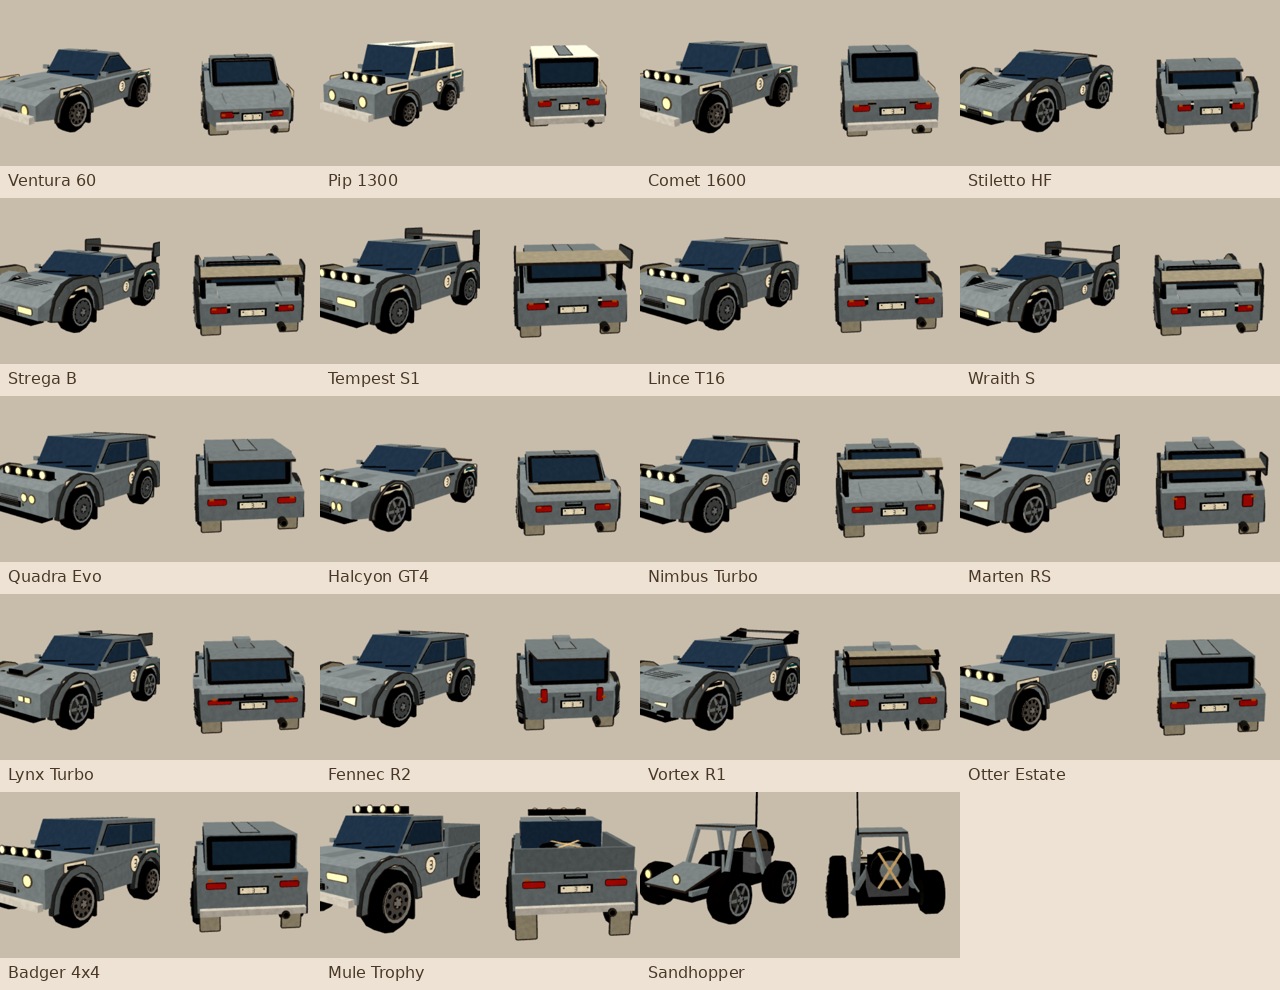 Ventura 60
Pip 1300
Comet 1600
Stiletto HF
Strega B
Tempest S1
Lince T16
Wraith S
Quadra Evo
Halcyon GT4
Nimbus Turbo
Marten RS
Lynx Turbo
Fennec R2
Vortex R1
Otter Estate
Badger 4x4
Mule Trophy
Sandhopper